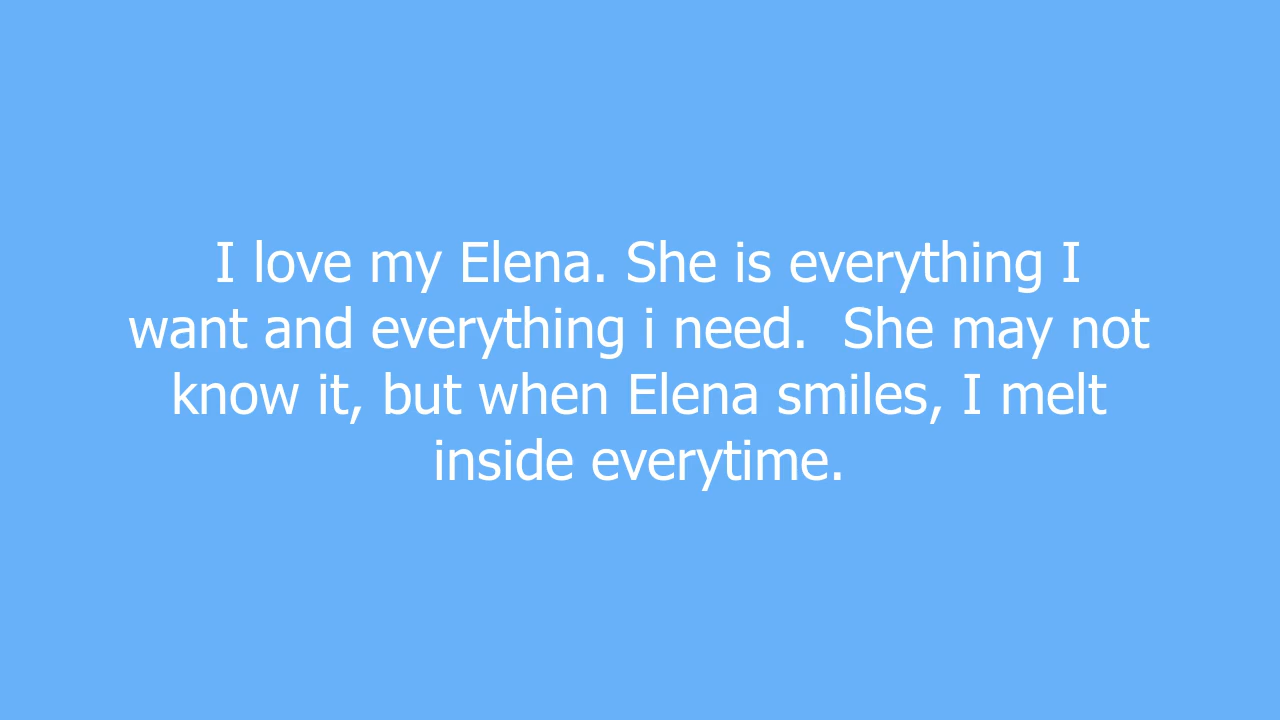 I love my Elena. She is everything I
want and everything i need.  She may not
know it, but when Elena smiles, I melt
inside everytime.